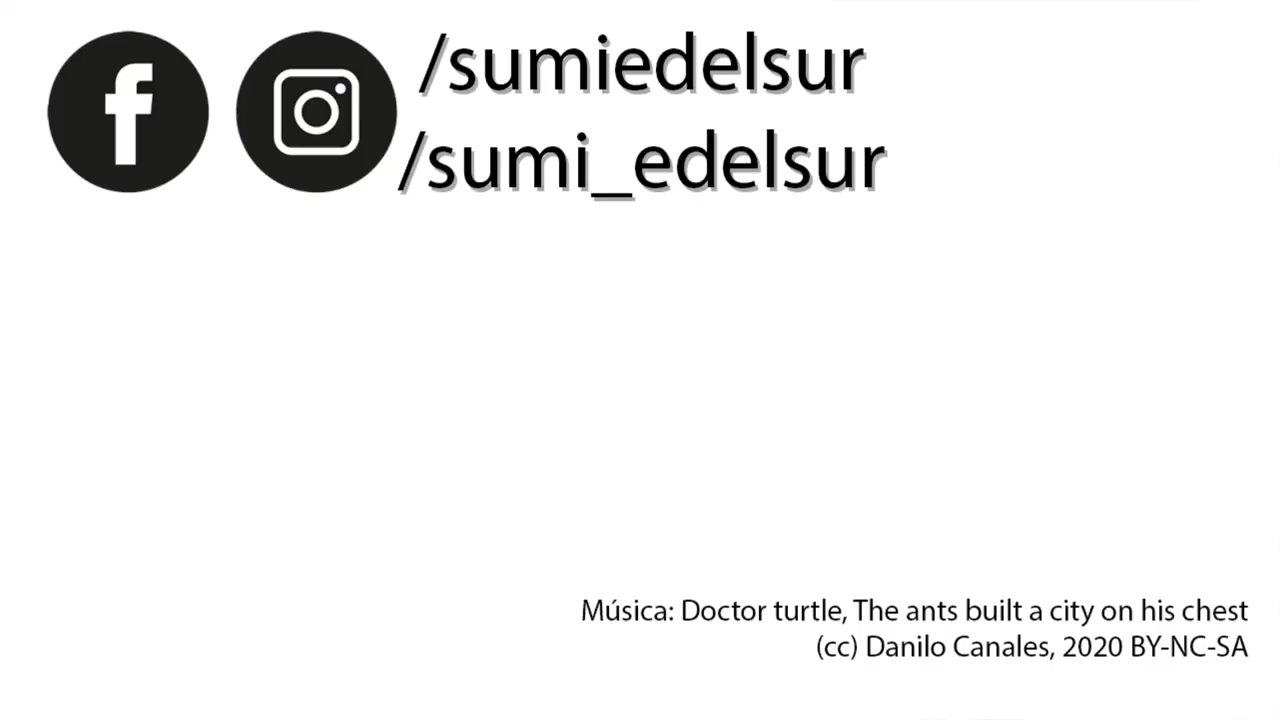 /sumiedelsur
/sumi_edelsur
Música: Doctor turtle, The ants built a city on his chest
(cc) Danilo Canales, 2020 BY-NC-SA